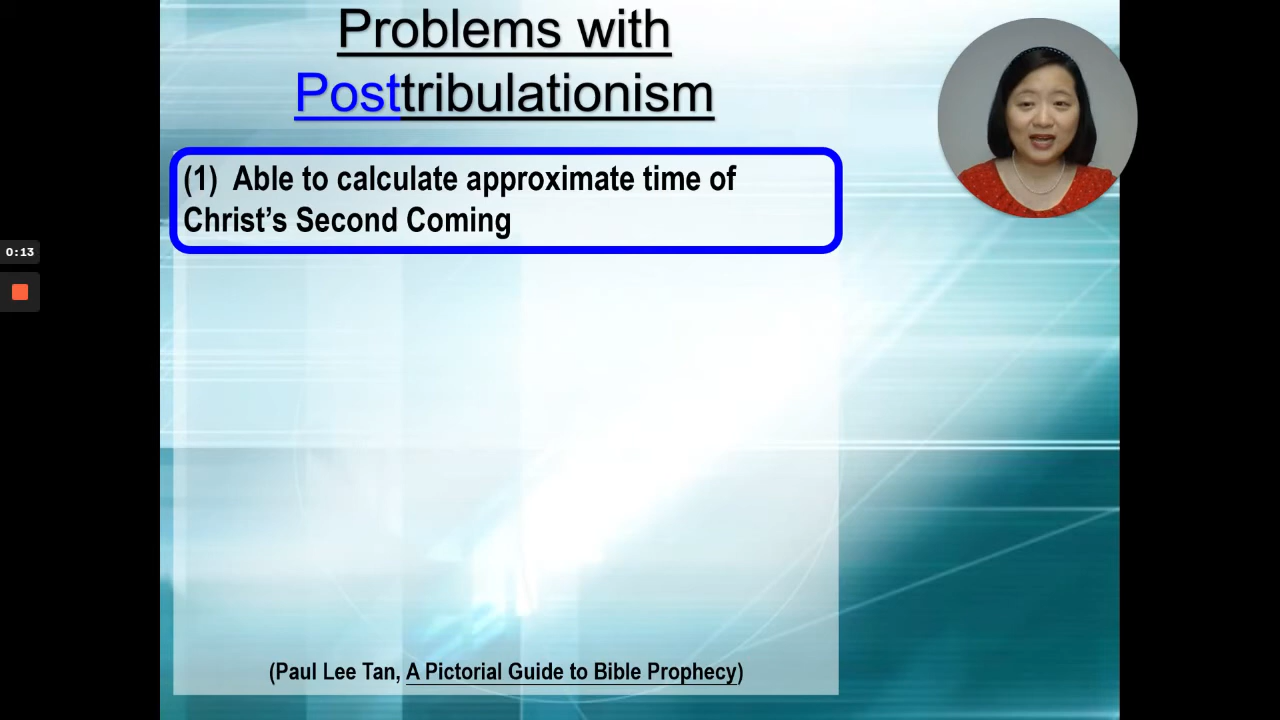 Problems with
Posttribulationism
(1) Able to calculate approximate time of
Christ’s Second Coming
0:13
(Paul Lee Tan, A Pictorial Guide to Bible Prophecy)